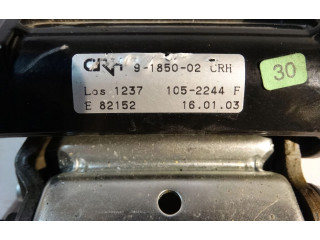 CRH 9-1850-02 CRH
Los 1237 105-2244 F
E 82152 16.01.03
30